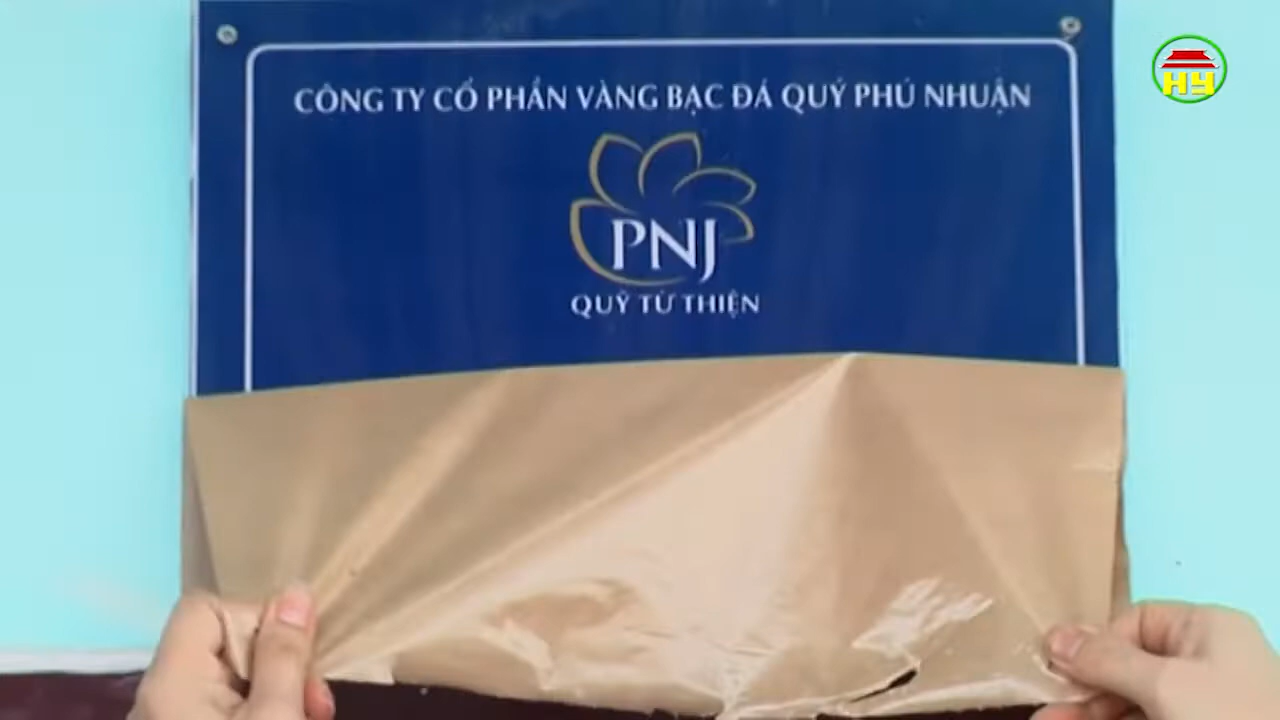 HY
CÔNG TY CỔ PHẦN VÀNG BẠC ĐÁ QUÝ PHÚ NHUẬN
PNJ
QUỸ TỪ THIỆN